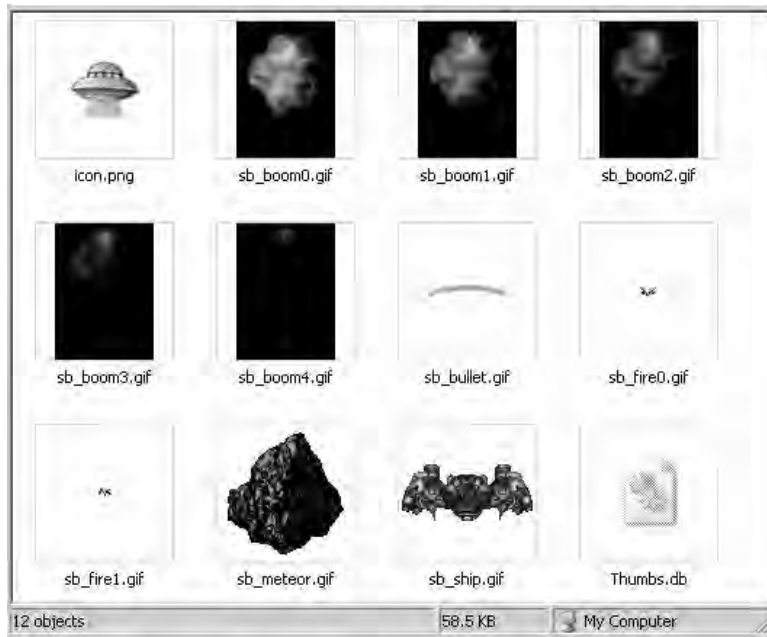 icon.png
sb_boom0.gif
sb_boom1.gif
sb_boom2.gif
sb_boom3.gif
sb_boom4.gif
sb_bullet.gif
sb_fire0.gif
sb_fire1.gif
sb_meteor.gif
sb_ship.gif
Thumbs.db
12 objects
58.5 KB
My Computer